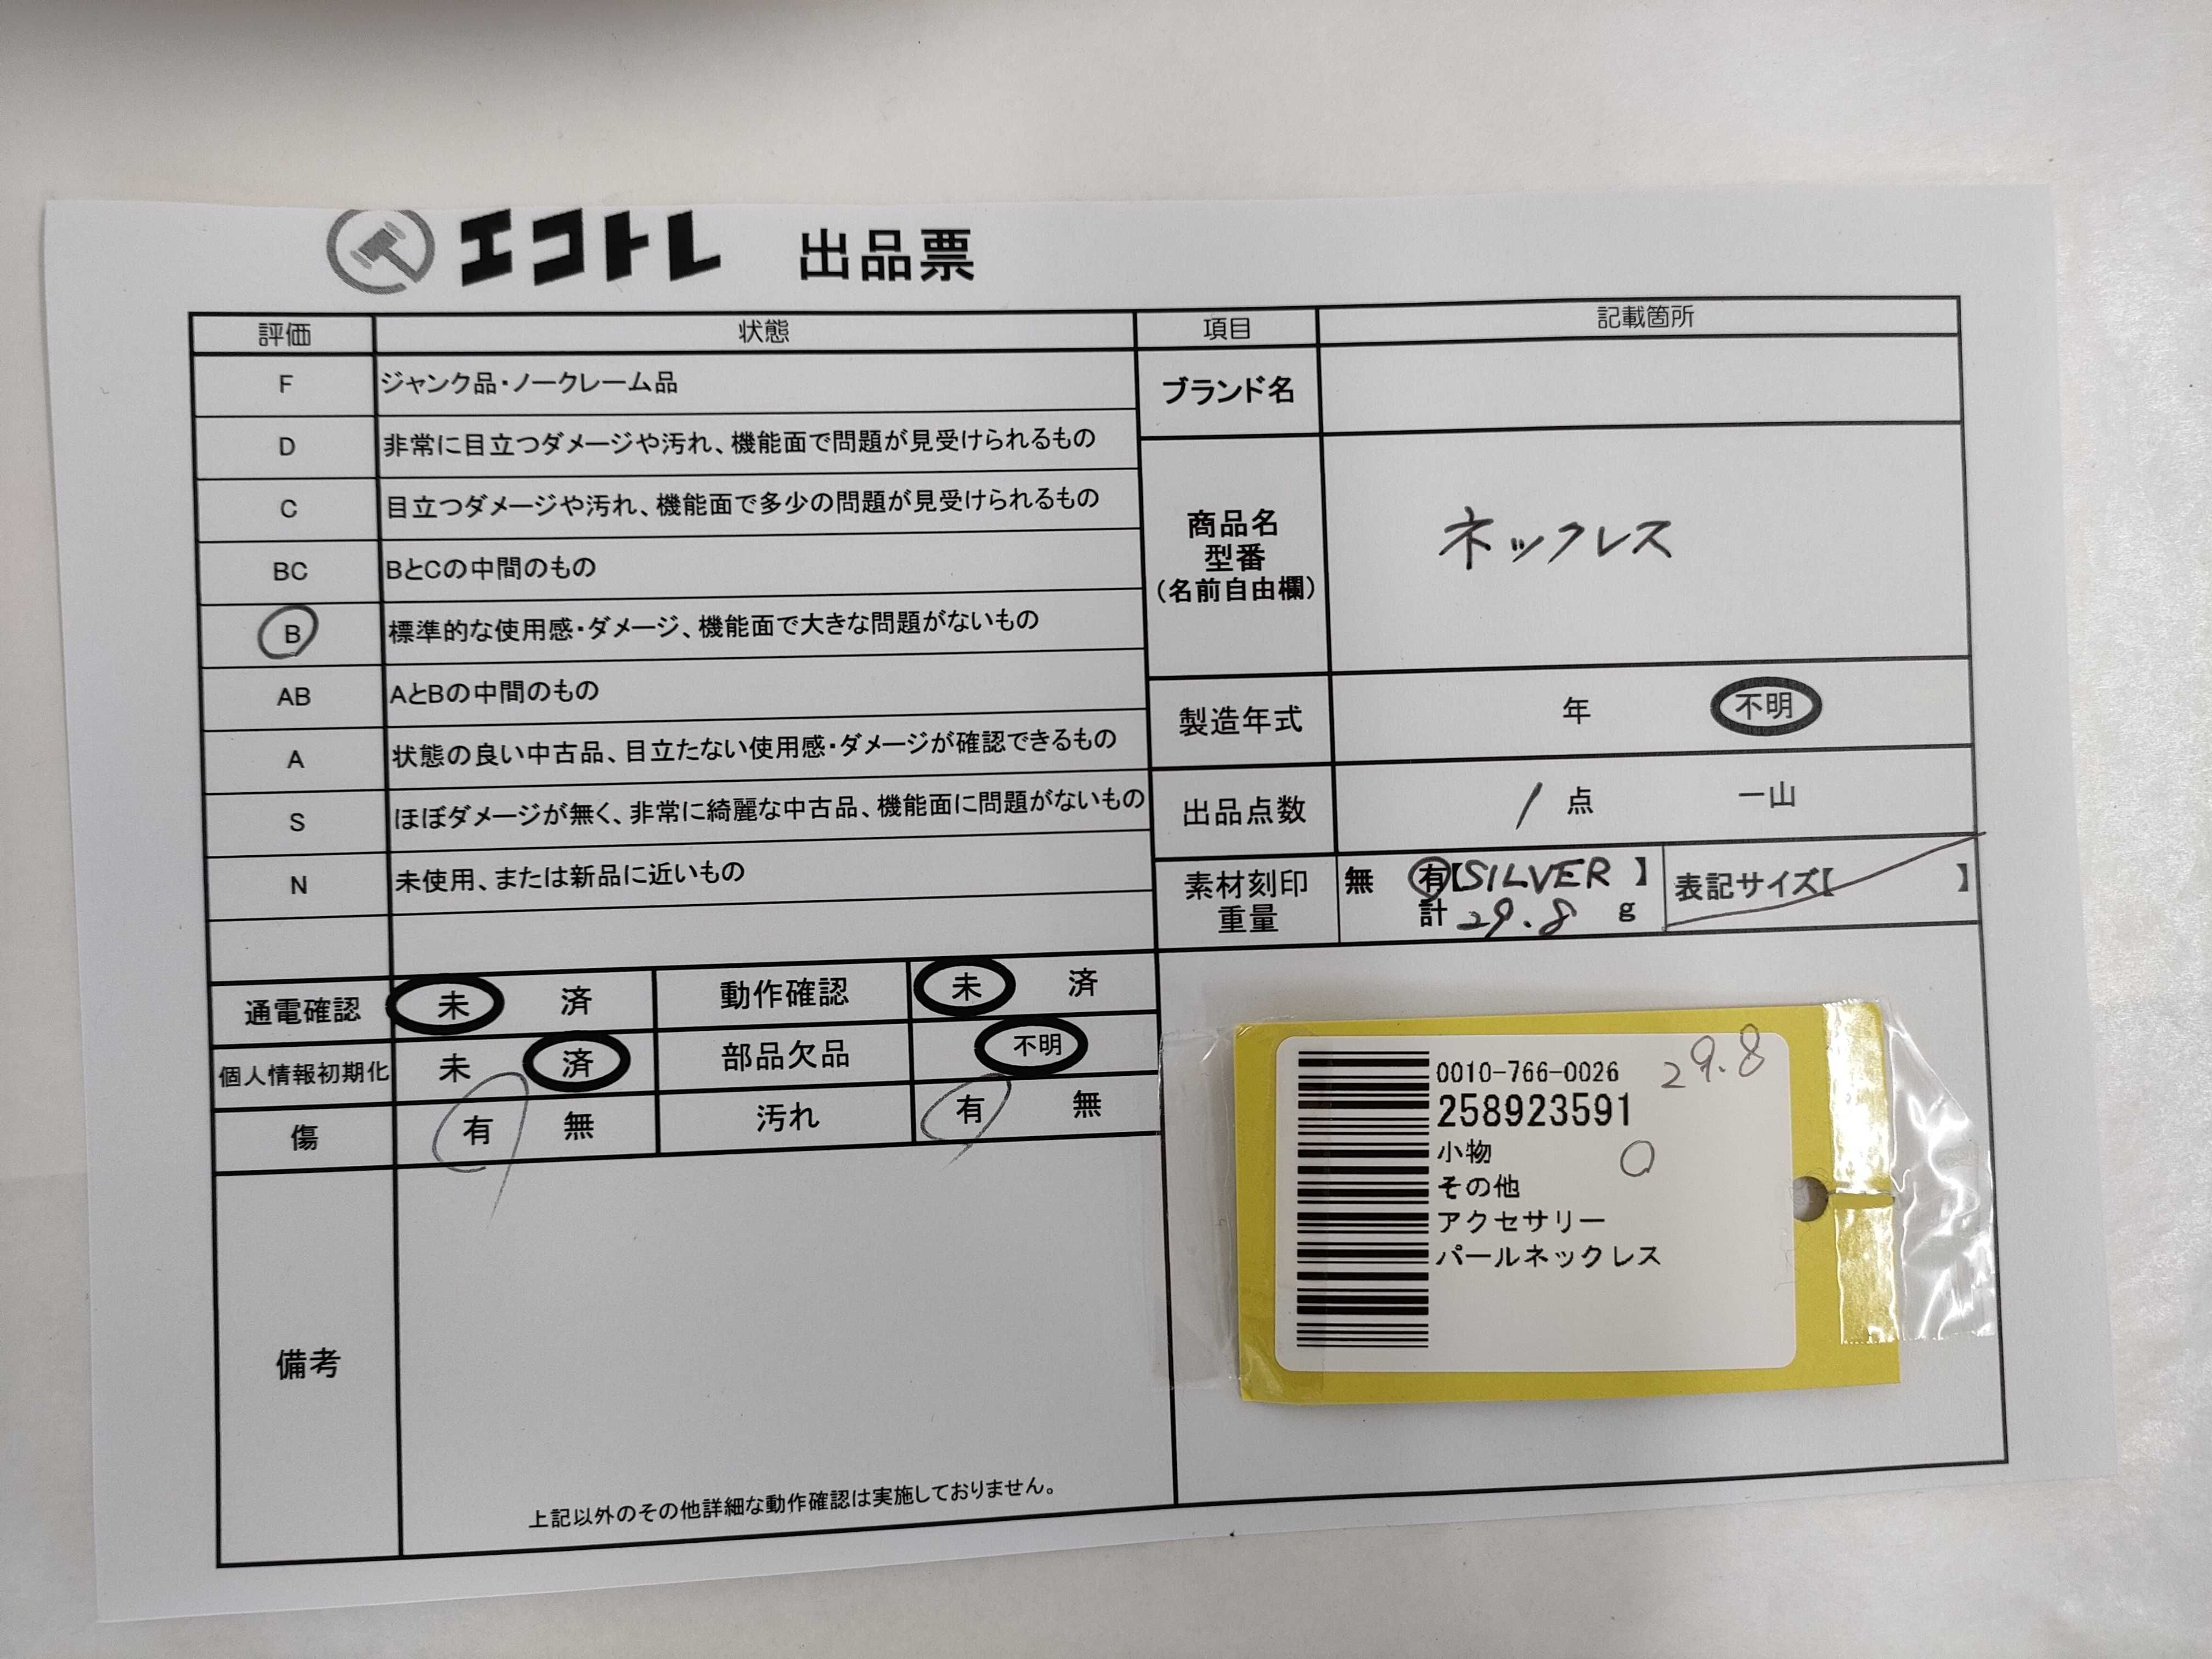 エコトレ 出品票
評価 状態 項目 記載箇所
F ジャンク品・ノークレーム品
ブランド名
D 非常に目立つダメージや汚れ、機能面で問題が見受けられるもの
C 目立つダメージや汚れ、機能面で多少の問題が見受けられるもの
商品名
型番
(名前自由欄)
ネックレス
BC BとCの中間のもの
B 標準的な使用感・ダメージ、機能面で大きな問題がないもの
AB AとBの中間のもの
製造年式 年 不明
A 状態の良い中古品、目立たない使用感・ダメージが確認できるもの
S ほぼダメージが無く、非常に綺麗な中古品、機能面に問題がないもの
出品点数 1 点 一山
N 未使用、または新品に近いもの
素材刻印
重量
無 有【SILVER】
計 29.8 g
表記サイズ【 】
通電確認 未 済 動作確認 未 済
個人情報初期化 未 済 部品欠品 不明
傷 有 無 汚れ 有 無
備考
上記以外のその他詳細な動作確認は実施しておりません。
0010-766-0026 29.8
258923591
小物
その他
アクセサリー
パールネックレス